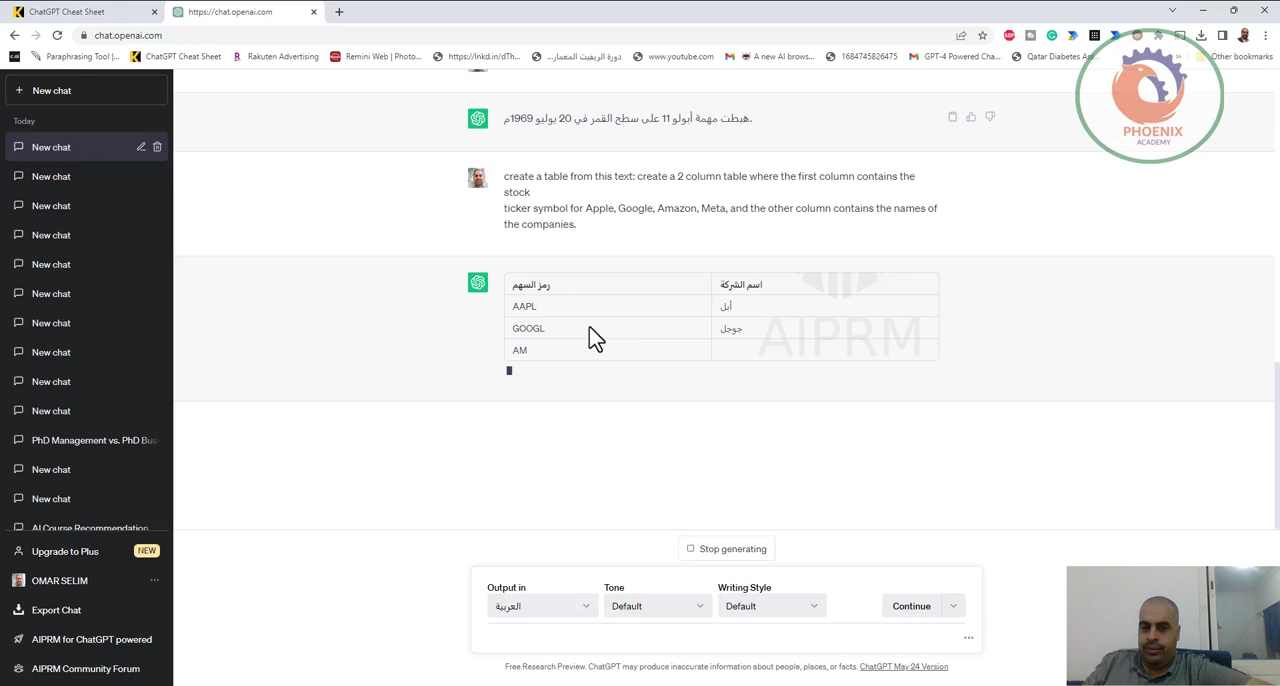 ChatGPT Cheat Sheet
https://chat.openai.com
chat.openai.com
Paraphrasing Tool |...
ChatGPT Cheat Sheet
Rakuten Advertising
Remini Web | Photo...
https://lnkd.in/dTh...
دورة الريفيت المعمار...
www.youtube.com
A new AI brows...
1684745826475
GPT-4 Powered Cha...
Qatar Diabetes Ass
Other bookmarks
PHOENIX
ACADEMY
New chat
Today
New chat
New chat
New chat
New chat
New chat
New chat
New chat
New chat
New chat
New chat
PhD Management vs. PhD Bus
New chat
New chat
AI Course Recommendation
Upgrade to Plus
NEW
OMAR SELIM
Export Chat
AIPRM for ChatGPT powered
AIPRM Community Forum
هبطت مهمة أبولو 11 على سطح القمر في 20 يوليو 1969م.
create a table from this text: create a 2 column table where the first column contains the
stock
ticker symbol for Apple, Google, Amazon, Meta, and the other column contains the names of
the companies.
رمز السهم	اسم الشركة
AAPL	أبل
GOOGL	جوجل
AM
AIPRM
Stop generating
Output in	Tone	Writing Style
العربية	Default	Default	Continue
Free Research Preview. ChatGPT may produce inaccurate information about people, places, or facts. ChatGPT May 24 Version